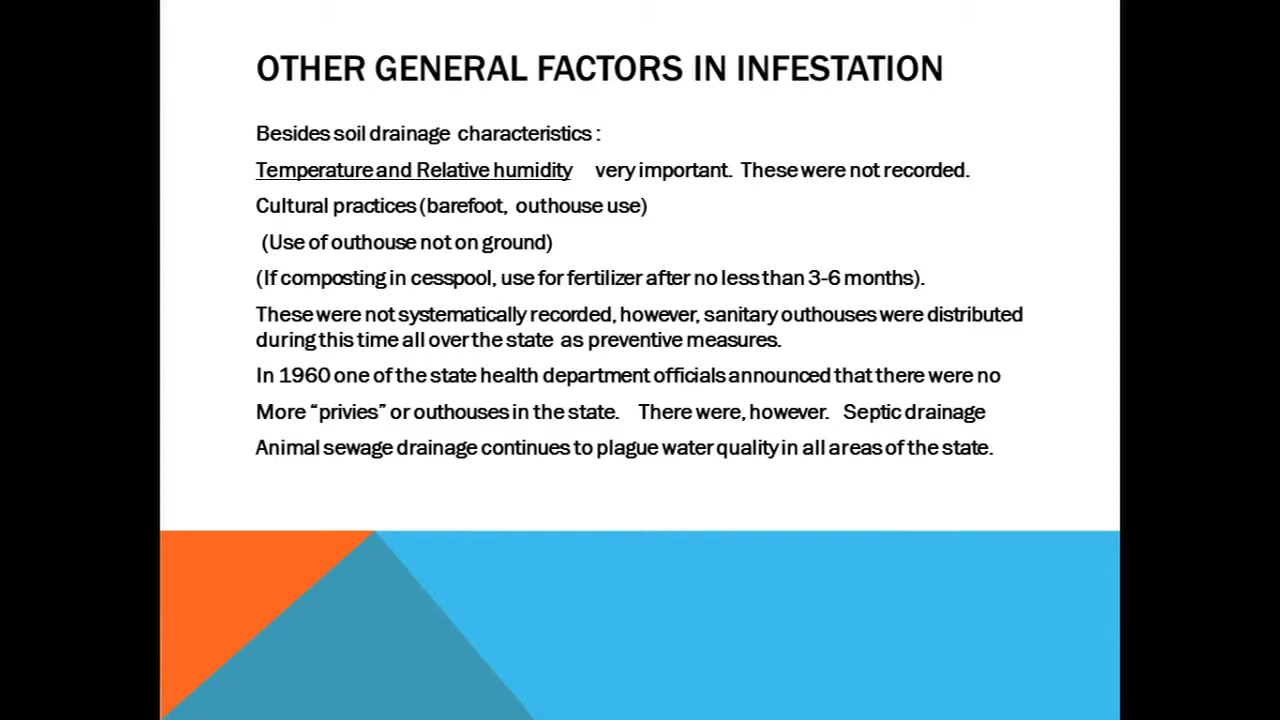 OTHER GENERAL FACTORS IN INFESTATION
Besides soil drainage characteristics :
Temperature and Relative humidity very important. These were not recorded.
Cultural practices (barefoot, outhouse use)
(Use of outhouse not on ground)
(If composting in cesspool, use for fertilizer after no less than 3-6 months).
These were not systematically recorded, however, sanitary outhouses were distributed
during this time all over the state as preventive measures.
In 1960 one of the state health department officials announced that there were no
More “privies” or outhouses in the state. There were, however. Septic drainage
Animal sewage drainage continues to plague water quality in all areas of the state.